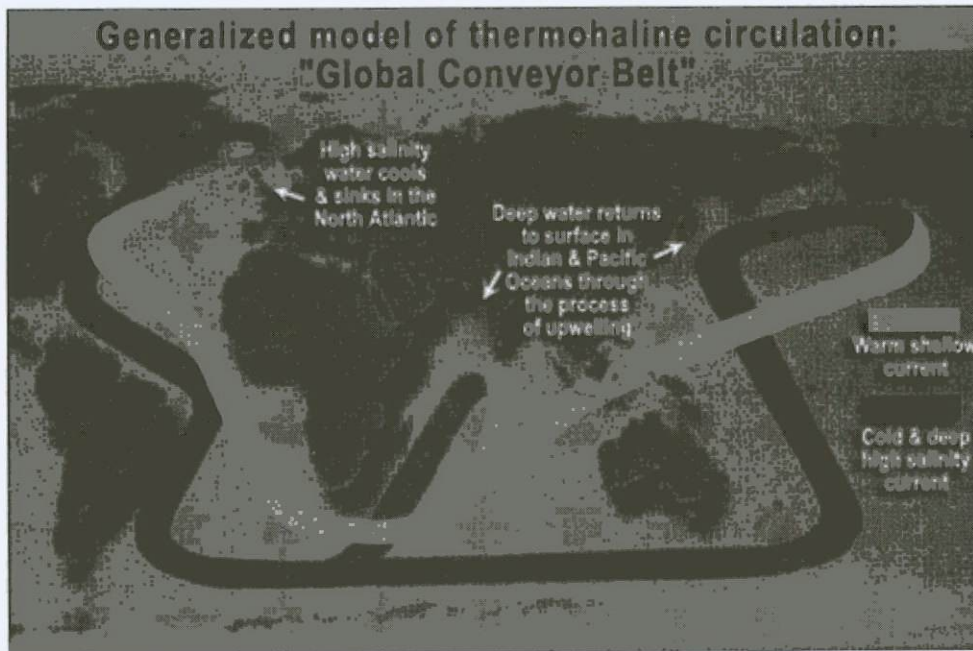 Generalized model of thermohaline circulation:
"Global Conveyor Belt"
High salinity
water cools
& sinks in the
North Atlantic
Deep water returns
to surface in
Indian & Pacific
Oceans through
the process
of upwelling
Warm shallow
current
Cold & deep
high salinity
current